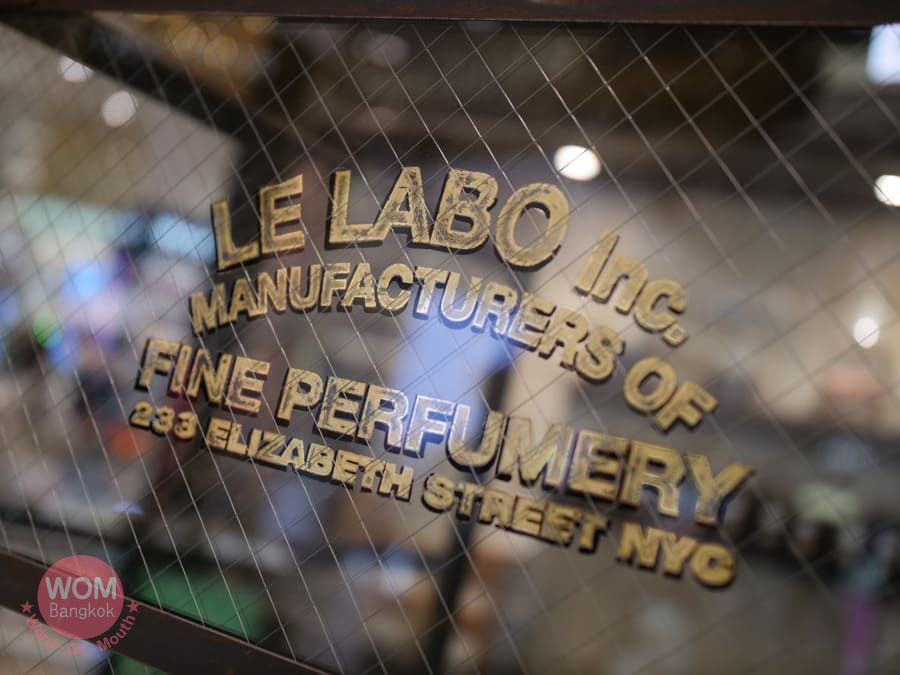 LE LABO Inc.
MANUFACTURERS OF
FINE PERFUMERY
233 ELIZABETH STREET NYC
WOM
Bangkok
Word-Of-Mouth